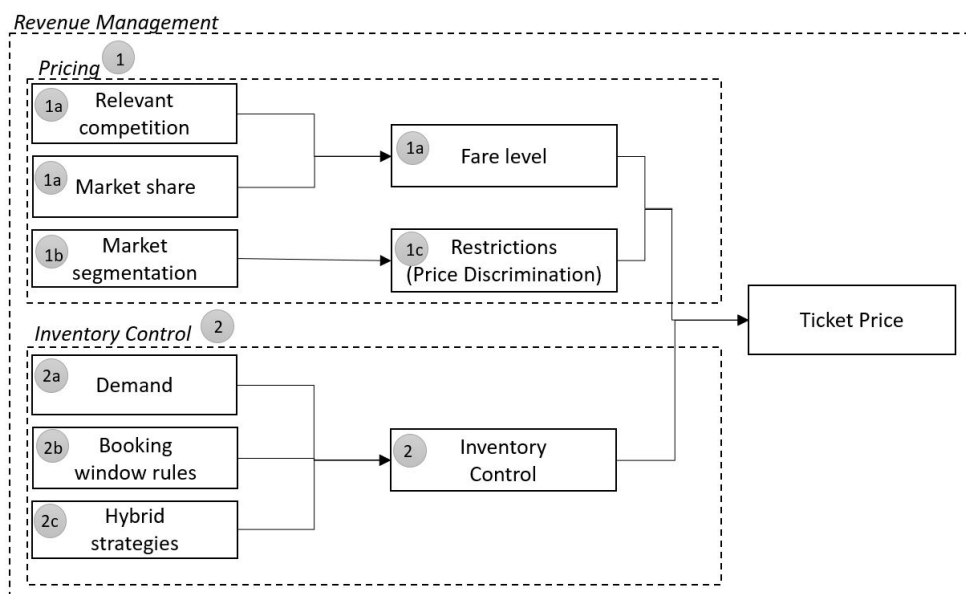 Revenue Management
Pricing 1
1a Relevant
competition
1a Market share
1b Market
segmentation
1a Fare level
1c Restrictions
(Price Discrimination)
Ticket Price
Inventory Control 2
2a Demand
2b Booking
window rules
2c Hybrid
strategies
2 Inventory
Control